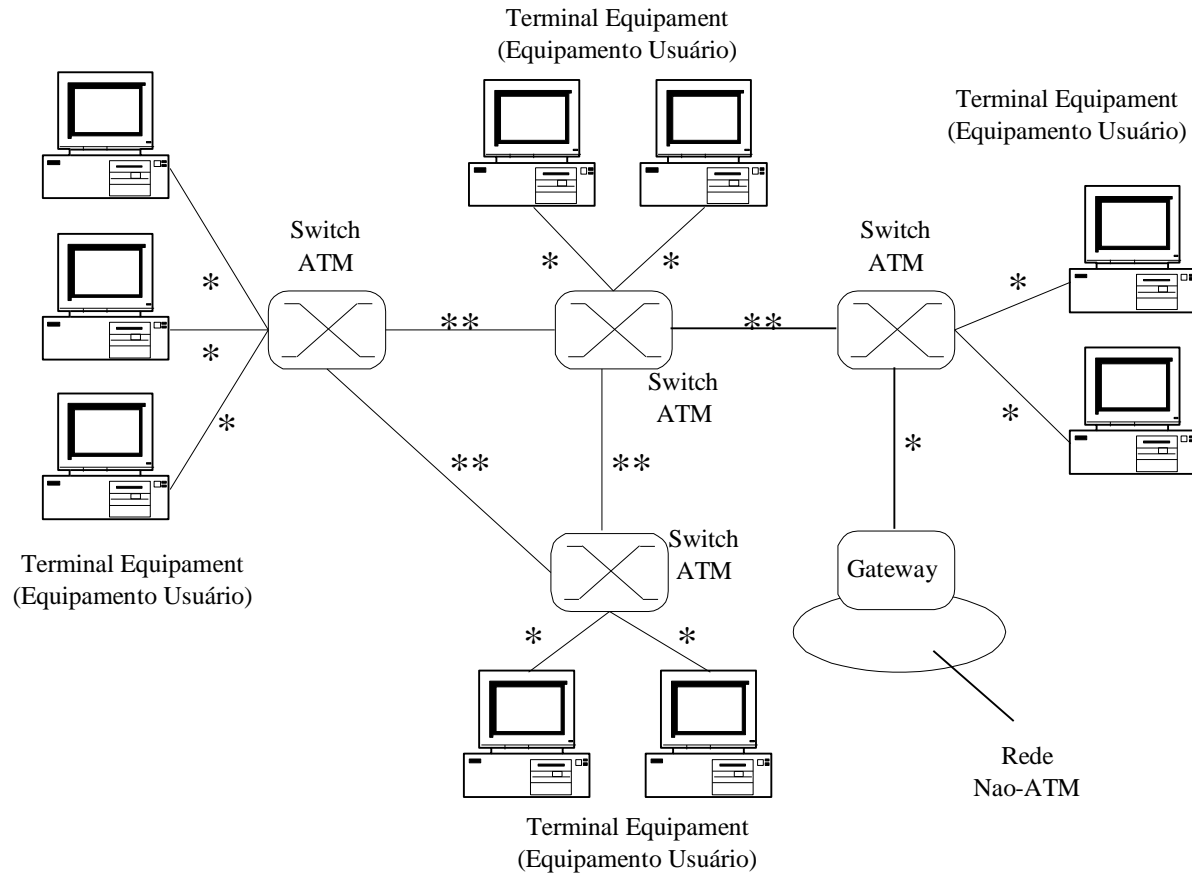 Terminal Equipament
(Equipamento Usuário)
Terminal Equipament
(Equipamento Usuário)
Switch
ATM
Switch
ATM
*
*
*
*
*
**
**
*
Switch
ATM
*
*
*
**
**
Switch
ATM
Gateway
Terminal Equipament
(Equipamento Usuário)
*
*
Rede
Nao-ATM
Terminal Equipament
(Equipamento Usuário)